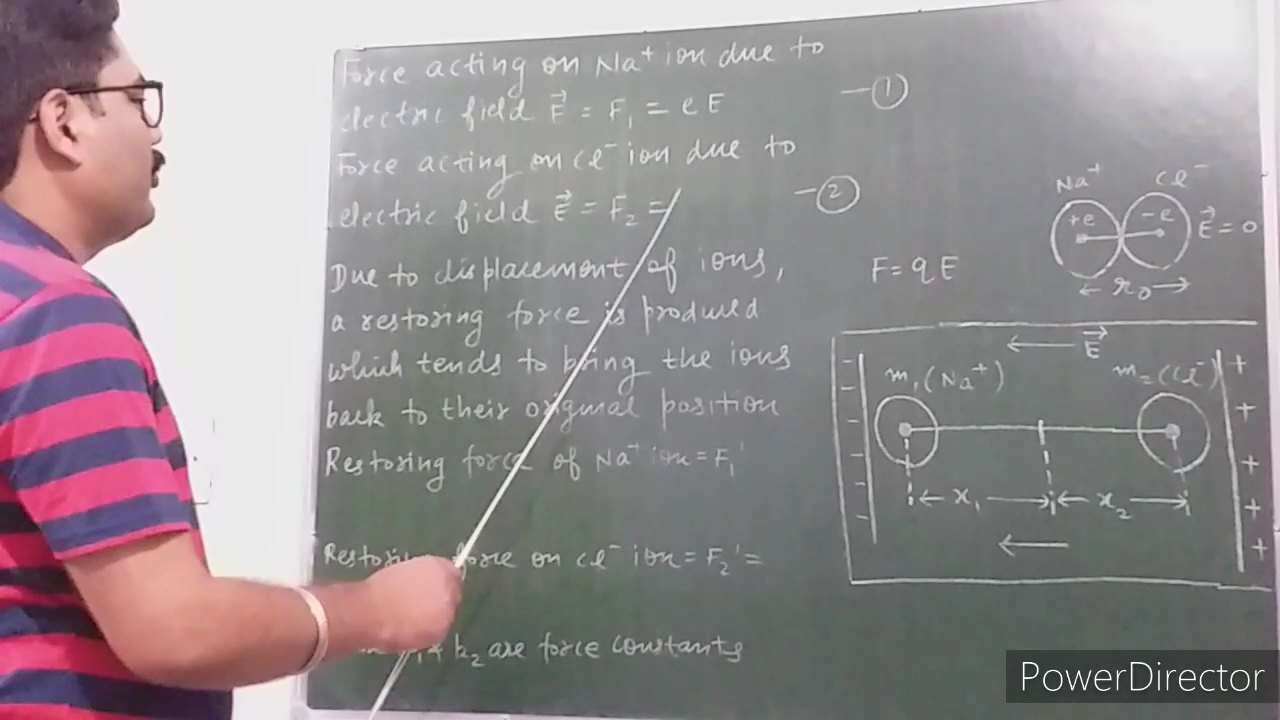 Force acting on Na⁺ ion due to
electric field E⃗ = F₁ = eE
—①
Force acting on Cl⁻ ion due to
electric field E⃗ = F₂ =
—②
Due to displacement of ions,
a restoring force is produced
which tends to bring the ions
back to their original position
Restoring force of Na⁺ ion = F₁'
Restoring force on Cl⁻ ion = F₂' =
k₂ are force constants
F = qE
Na⁺ Cl⁻
+e -e E⃗ = 0
← r₀ →
← E⃗
m₁(Na⁺) m₂(Cl⁻)
- - - - - -
+ + + + +
← x₁ → ← x₂ →
←
PowerDirector